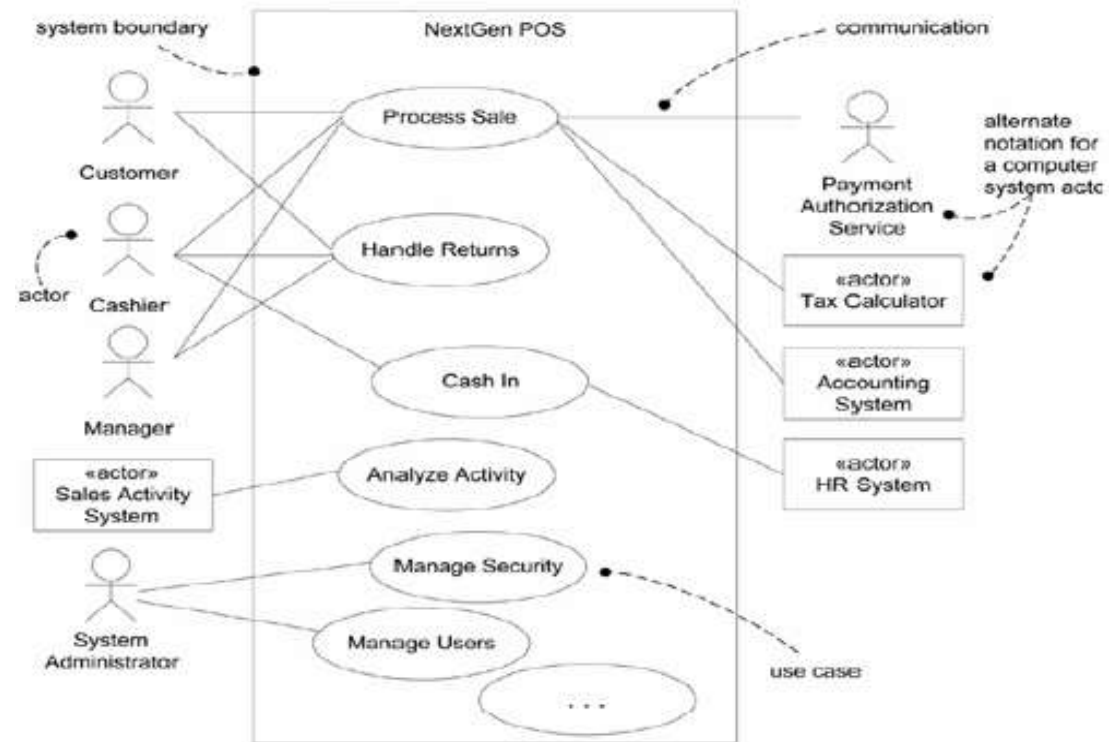 system boundary
NextGen POS
communication
Process Sale
Customer
alternate
notation for
a computer
system acto
Payment
Authorization
Service
Handle Returns
actor
Cashier
«actor»
Tax Calculator
Cash In
«actor»
Accounting
System
Manager
«actor»
Sales Activity
System
Analyze Activity
«actor»
HR System
Manage Security
System
Administrator
Manage Users
use case
. . .